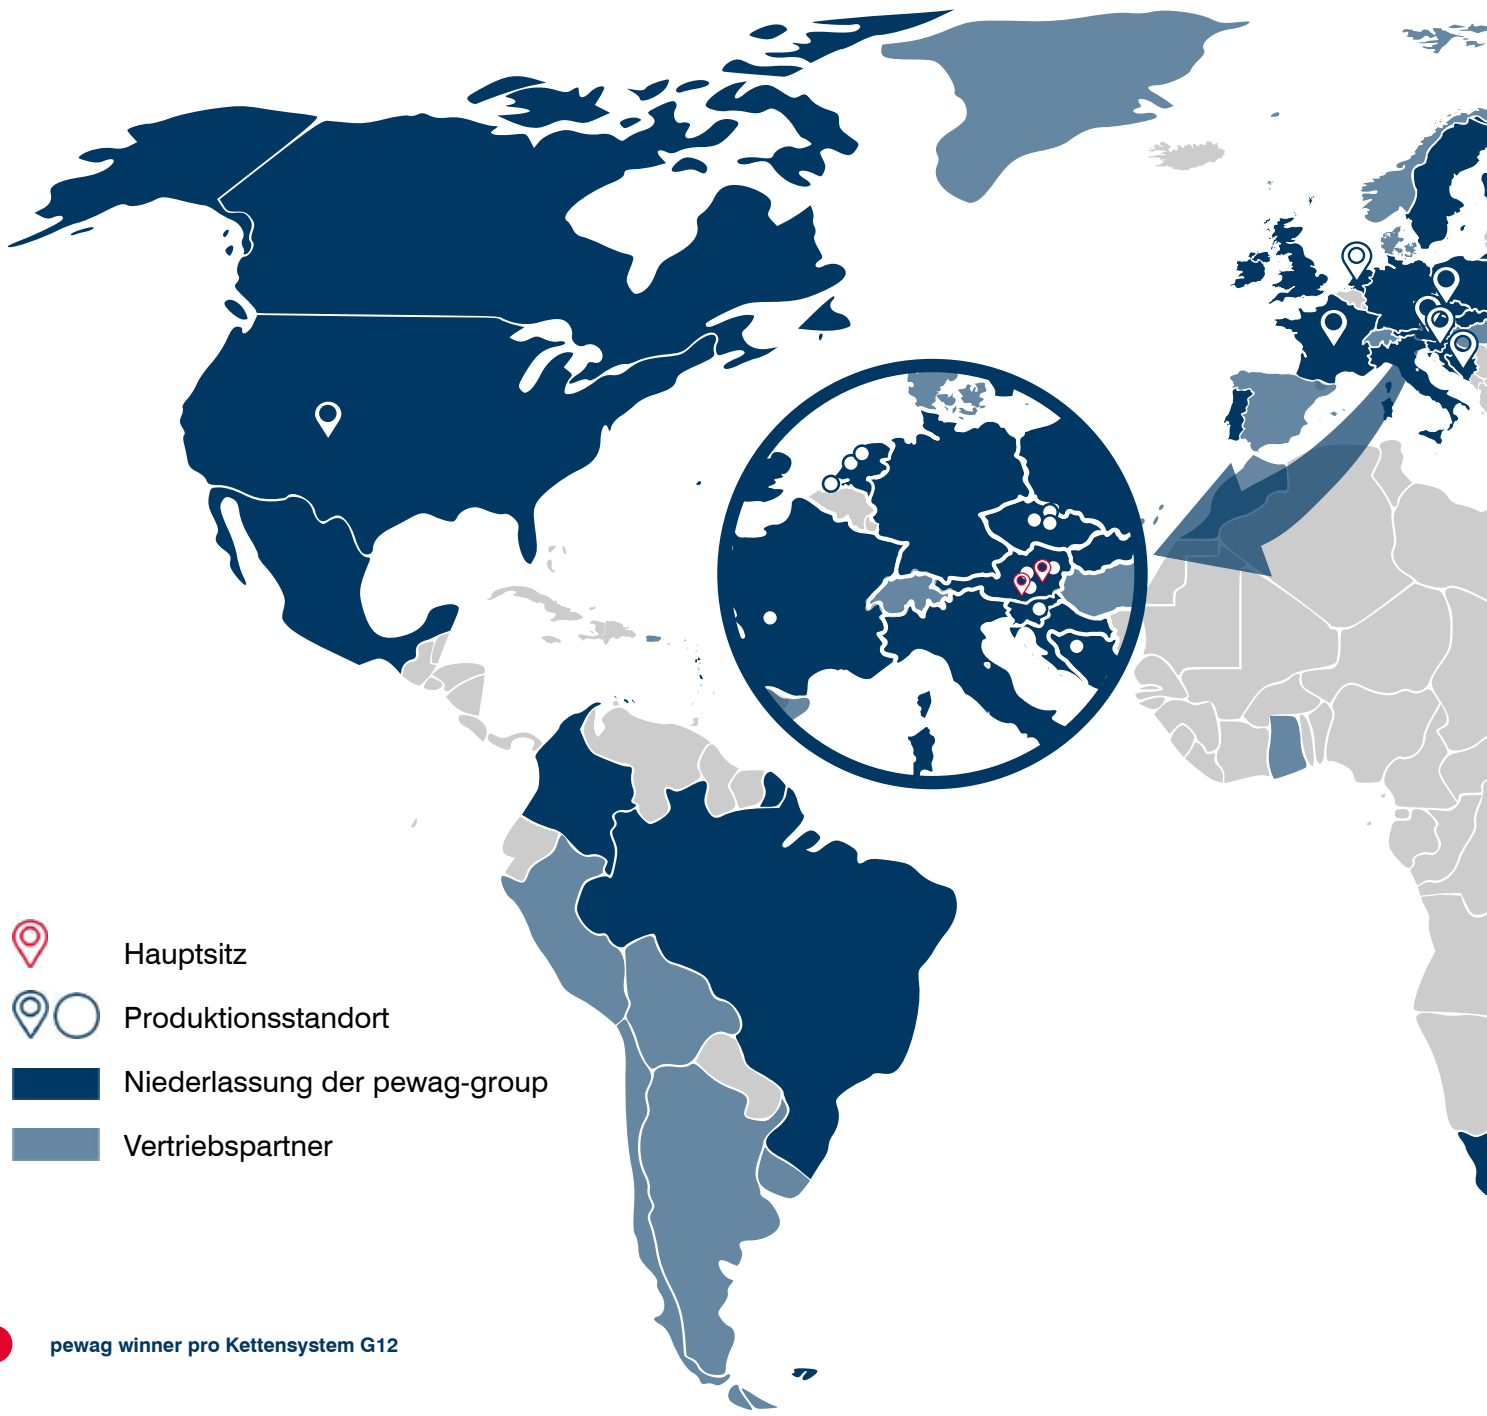 Hauptsitz
Produktionsstandort
Niederlassung der pewag-group
Vertriebspartner
pewag winner pro Kettensystem G12